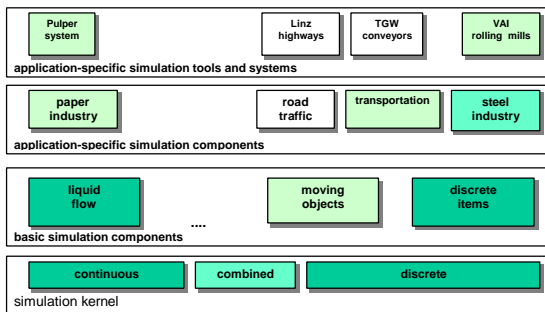 Pulper
system
Linz
highways
TGW
conveyors
VAI
rolling mills
application-specific simulation tools and systems
paper
industry
road
traffic
transportation
steel
industry
application-specific simulation components
liquid
flow
....
moving
objects
discrete
items
basic simulation components
continuous
combined
discrete
simulation kernel